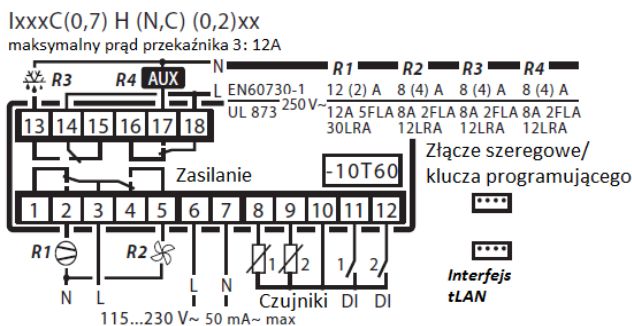 IxxxC(0,7) H (N,C) (0,2)xx
maksymalny prąd przekaźnika 3: 12A
N R1 R2 R3 R4
R3 R4 AUX
L EN60730-1 250 V~ 12 (2) A 8 (4) A 8 (4) A 8 (4) A
UL 873 12A 5FLA 8A 2FLA 8A 2FLA 8A 2FLA
30LRA 12LRA 12LRA 12LRA
13 14 15 16 17 18
Złącze szeregowe/
klucza programującego
Zasilanie
-10T60
1 2 3 4 5 6 7 8 9 10 11 12
R1 R2 1 2 1 2
N L L N Czujniki DI DI
115...230 V~ 50 mA~ max
Interfejs
tLAN